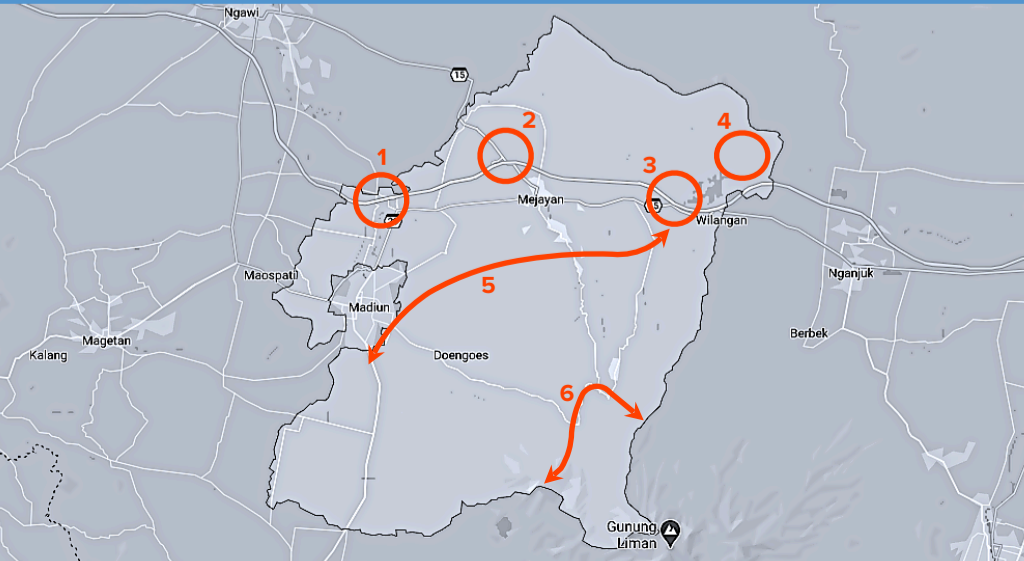 Ngawi
15
2
4
1
3
Mejayan
Wilangan
Maospati
Nganjuk
5
Madiun
Berbek
Magetan
Kalang
Doengoes
6
Gunung
Liman